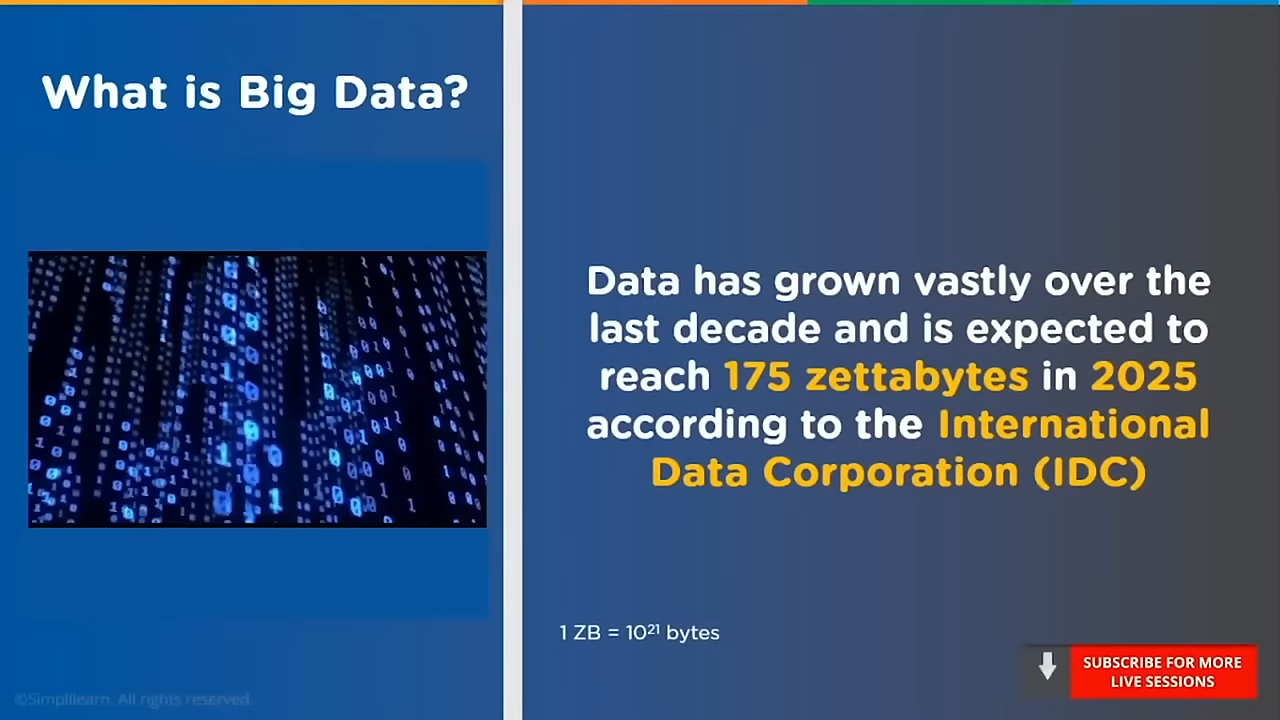 What is Big Data?
Data has grown vastly over the
last decade and is expected to
reach 175 zettabytes in 2025
according to the International
Data Corporation (IDC)
1 ZB = 10²¹ bytes
SUBSCRIBE FOR MORE
LIVE SESSIONS
©Simplilearn. All rights reserved.